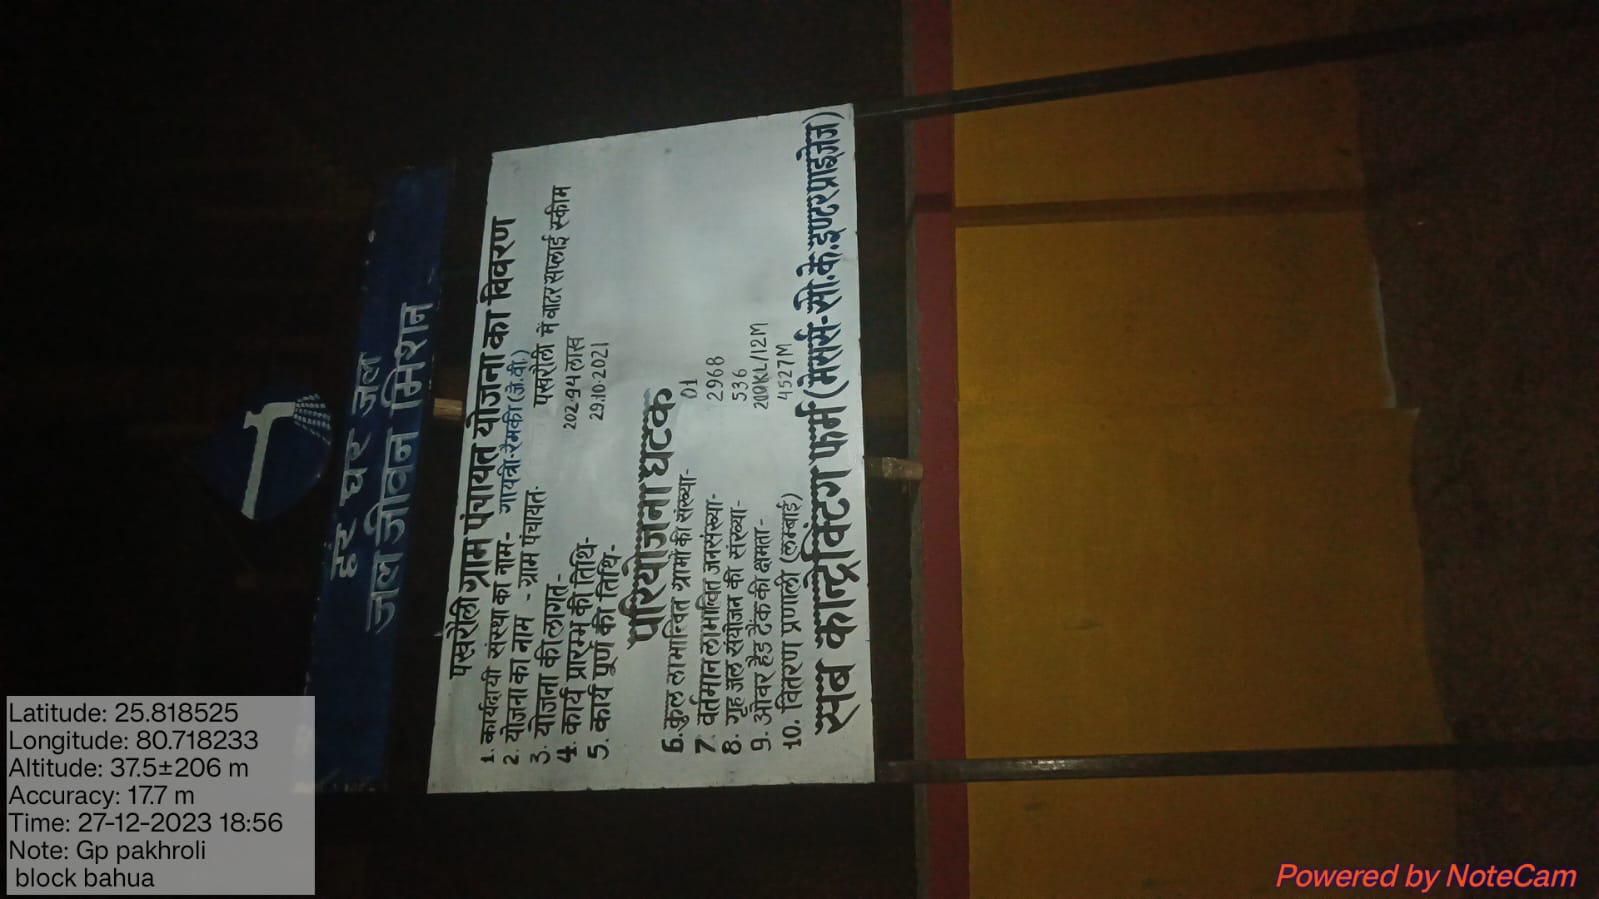 हर घर जल
जल जीवन मिशन
पखरौली ग्राम पंचायत योजना का विवरण
1. कार्यदायी संस्था का नाम- गायत्री-रैमकी (जे.वी.)
2. योजना का नाम - ग्राम पंचायत- पखरौली में वाटर सप्लाई स्कीम
3. योजना की लागत- 202.94 लाख
4. कार्य प्रारम्भ की तिथि- 29.10.2021
5. कार्य पूर्ण की तिथि-
परियोजना घटक
6. कुल लाभान्वित ग्रामों की संख्या- 01
7. वर्तमान लाभान्वित जनसंख्या- 2968
8. गृह जल संयोजन की संख्या- 536
9. ओवर हैड टैंक की क्षमता- 200KL/12M
10. वितरण प्रणाली (लम्बाई) 4527M
सब कान्ट्रेक्टिंग फर्म (मेसर्स-सी.के.इण्टरप्राइजेज)
Latitude: 25.818525
Longitude: 80.718233
Altitude: 37.5±206 m
Accuracy: 17.7 m
Time: 27-12-2023 18:56
Note: Gp pakhroli
block bahua
Powered by NoteCam